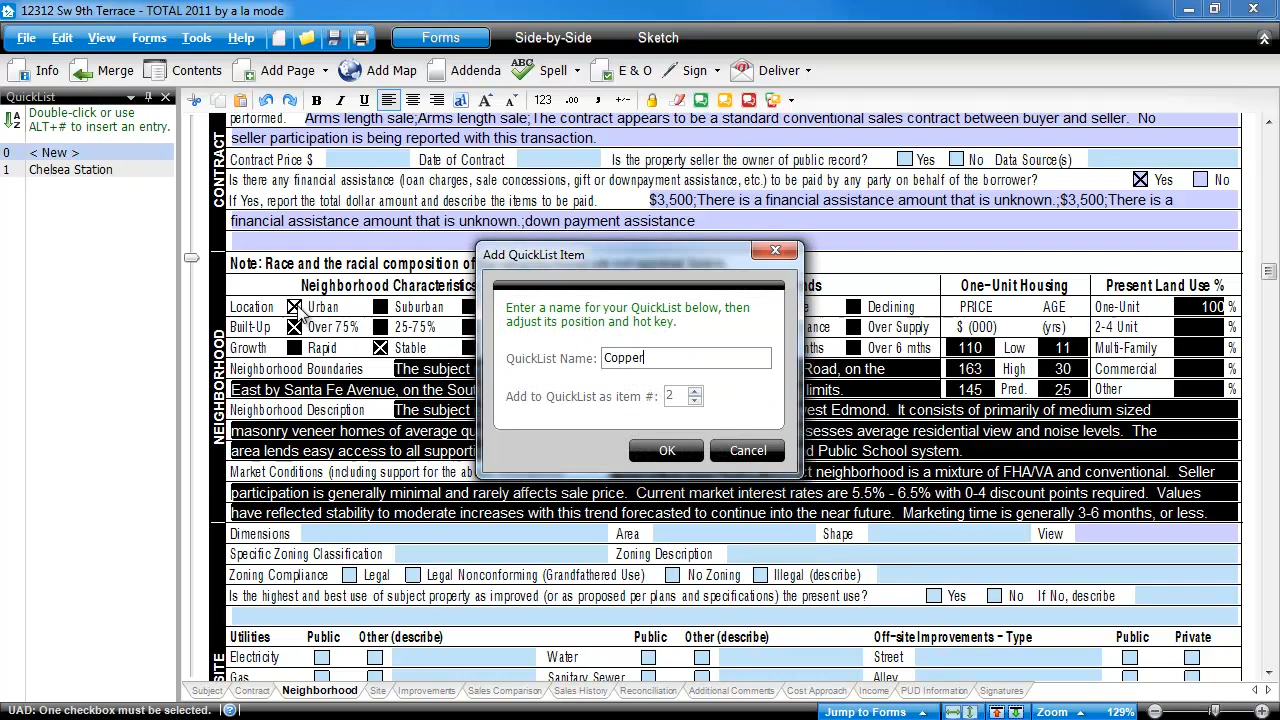 12312 Sw 9th Terrace - TOTAL 2011 by a la mode
File Edit View Forms Tools Help
Forms Side-by-Side Sketch
Info Merge Contents Add Page Add Map Addenda ABC Spell E & O Sign Deliver
QuickList
Double-click or use
ALT+# to insert an entry.
0 < New >
1 Chelsea Station
B I U A A A 123 .00 , +/-
CONTRACT
performed. Arms length sale;Arms length sale;The contract appears to be a standard conventional sales contract between buyer and seller. No
seller participation is being reported with this transaction.
Contract Price $ Date of Contract Is the property seller the owner of public record? Yes No Data Source(s)
Is there any financial assistance (loan charges, sale concessions, gift or downpayment assistance, etc.) to be paid by any party on behalf of the borrower? Yes No
If Yes, report the total dollar amount and describe the items to be paid. $3,500;There is a financial assistance amount that is unknown.;$3,500;There is a
financial assistance amount that is unknown.;down payment assistance
Note: Race and the racial composition of
NEIGHBORHOOD
Neighborhood Characteristics One-Unit Housing Present Land Use %
Location Urban Suburban Declining PRICE AGE One-Unit 100 %
Built-Up Over 75% 25-75% Over Supply $ (000) (yrs) 2-4 Unit %
Growth Rapid Stable Over 6 mths 110 Low 11 Multi-Family %
Neighborhood Boundaries The subject Road, on the 163 High 30 Commercial %
East by Santa Fe Avenue, on the limits. 145 Pred. 25 Other %
Neighborhood Description The subject Edmond. It consists of primarily of medium sized
masonry veneer homes of average average residential view and noise levels. The
area lends easy access to all Public School system.
Market Conditions (including support for the neighborhood is a mixture of FHA/VA and conventional. Seller
participation is generally minimal and rarely affects sale price. Current market interest rates are 5.5% - 6.5% with 0-4 discount points required. Values
have reflected stability to moderate increases with this trend forecasted to continue into the near future. Marketing time is generally 3-6 months, or less.
Add QuickList Item
Enter a name for your QuickList below, then
adjust its position and hot key.
QuickList Name: Copper
Add to QuickList as item #: 2
OK Cancel
SITE
Dimensions Area Shape View
Specific Zoning Classification Zoning Description
Zoning Compliance Legal Legal Nonconforming (Grandfathered Use) No Zoning Illegal (describe)
Is the highest and best use of subject property as improved (or as proposed per plans and specifications) the present use? Yes No If No, describe
Utilities Public Other (describe) Public Other (describe) Off-site Improvements - Type Public Private
Electricity Water Street
Gas Sanitary Sewer Alley
Subject Contract Neighborhood Site Improvements Sales Comparison Sales History Reconciliation Additional Comments Cost Approach Income PUD Information Signatures
UAD: One checkbox must be selected. Jump to Forms Zoom 129%